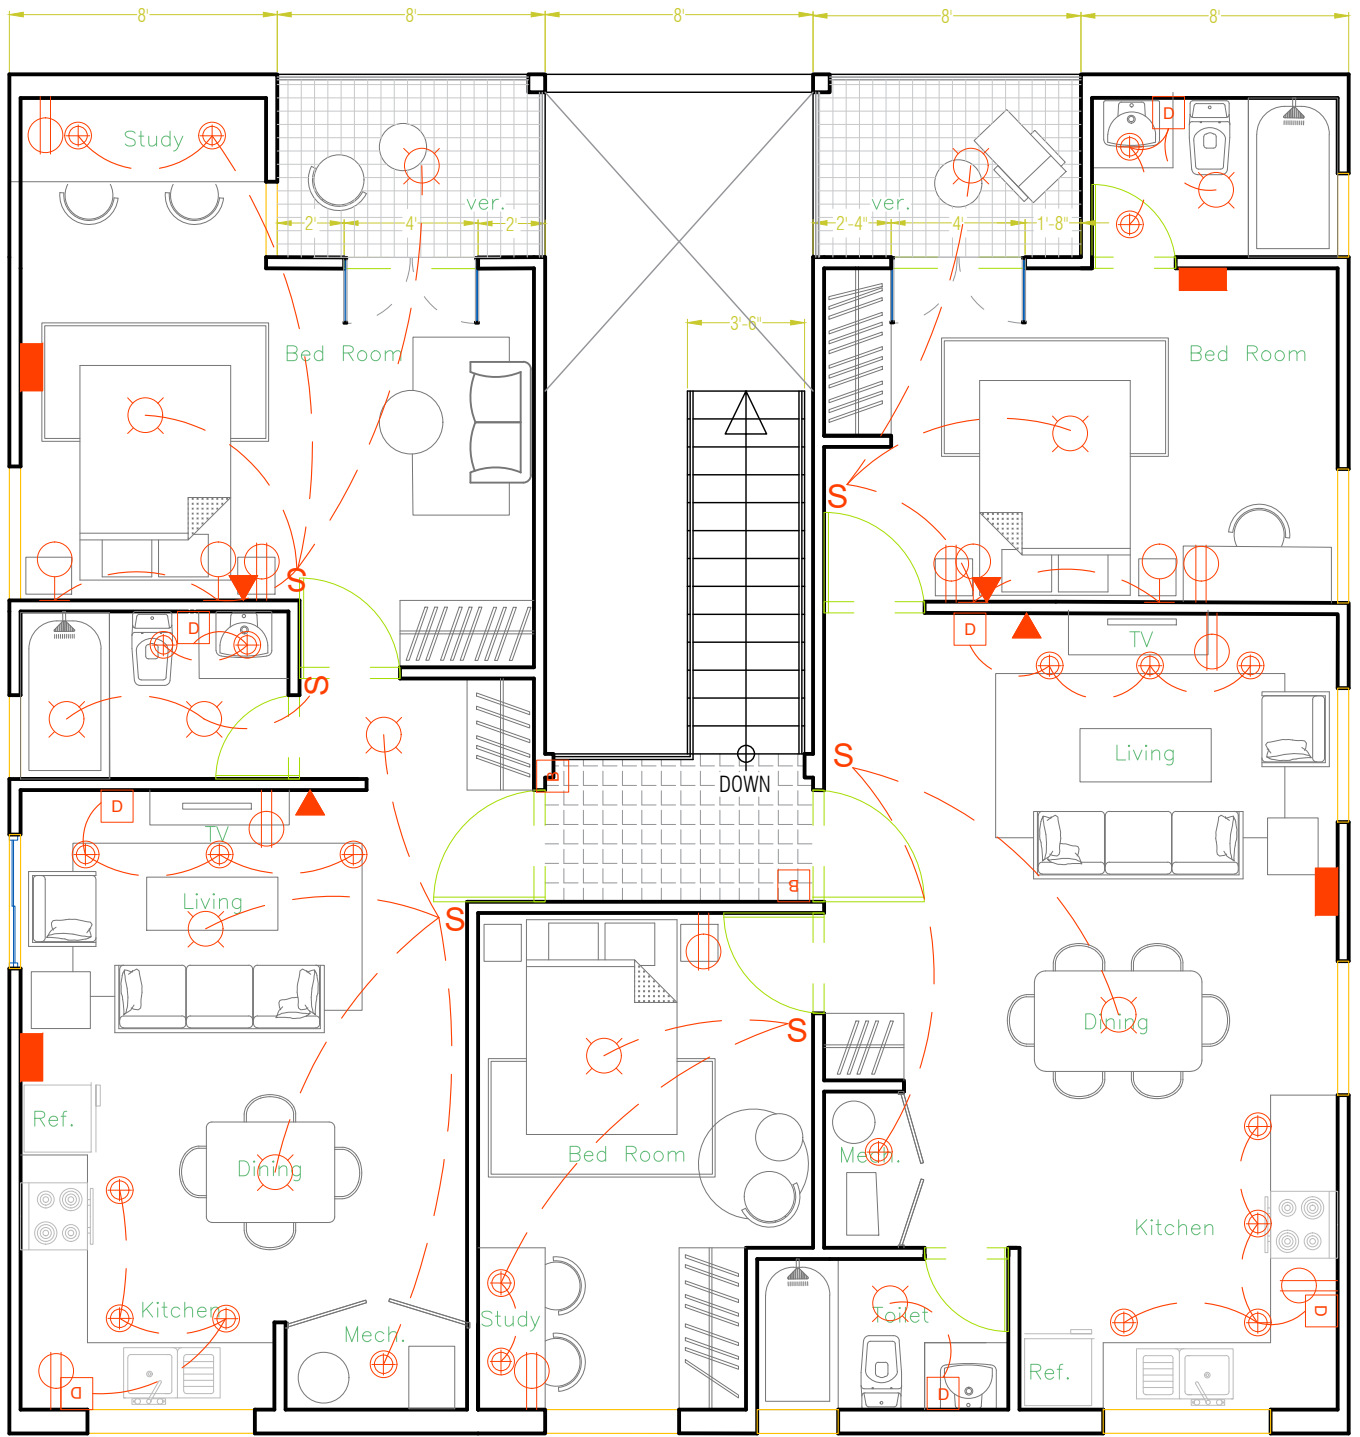 8' 8' 8' 8' 8'
D
Study
ver. ver.
2' 4' 2' 2'-4" 4' 1'-8"
3'-6"
Bed Room Bed Room
S
S
D D
TV
S
S
Living
B
DOWN
D
TV
B
Living
S
Dining
S
Ref.
Mech.
Bed Room
Dining
Kitchen
Kitchen
D
Study Toilet
Mech.
Ref.
D D